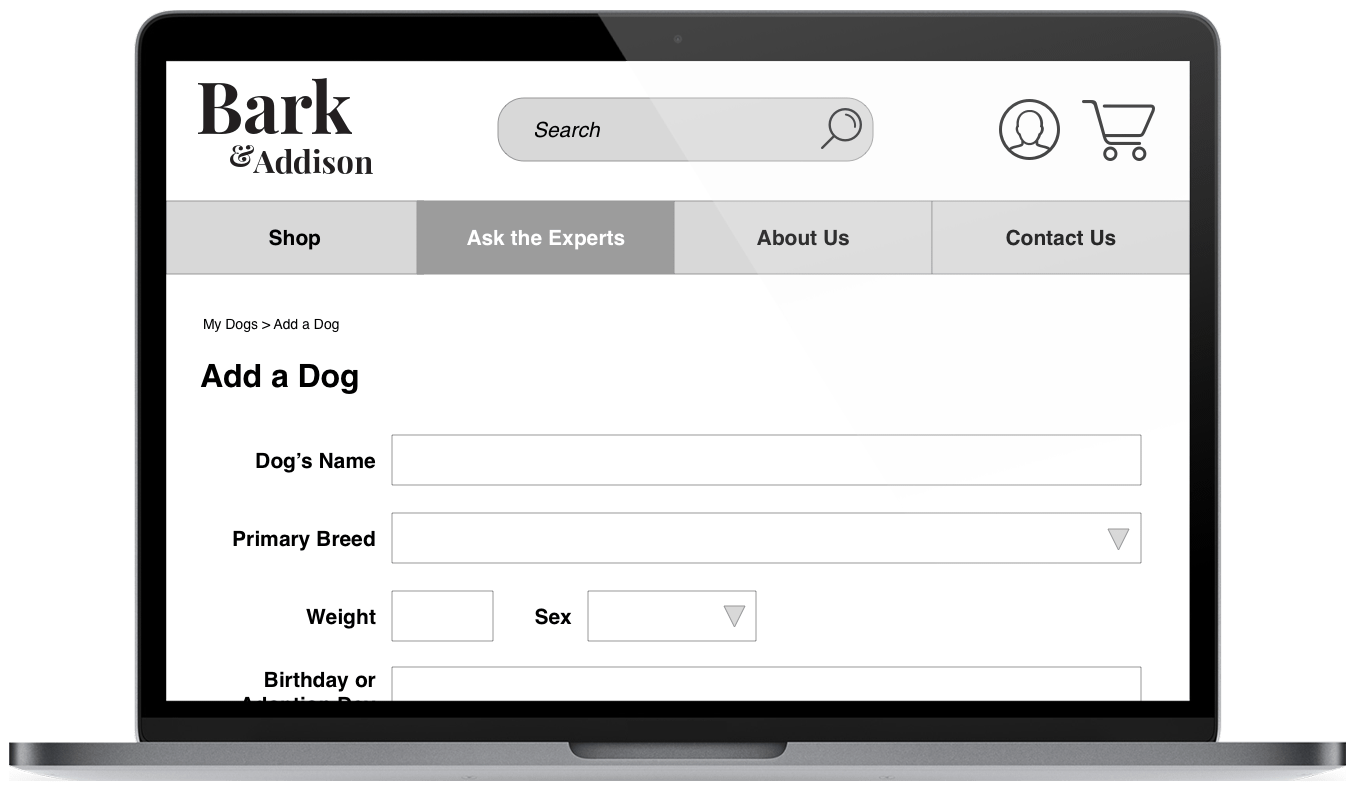 Bark
& Addison
Search
Shop Ask the Experts About Us Contact Us
My Dogs > Add a Dog
Add a Dog
Dog’s Name
Primary Breed
Weight Sex
Birthday or